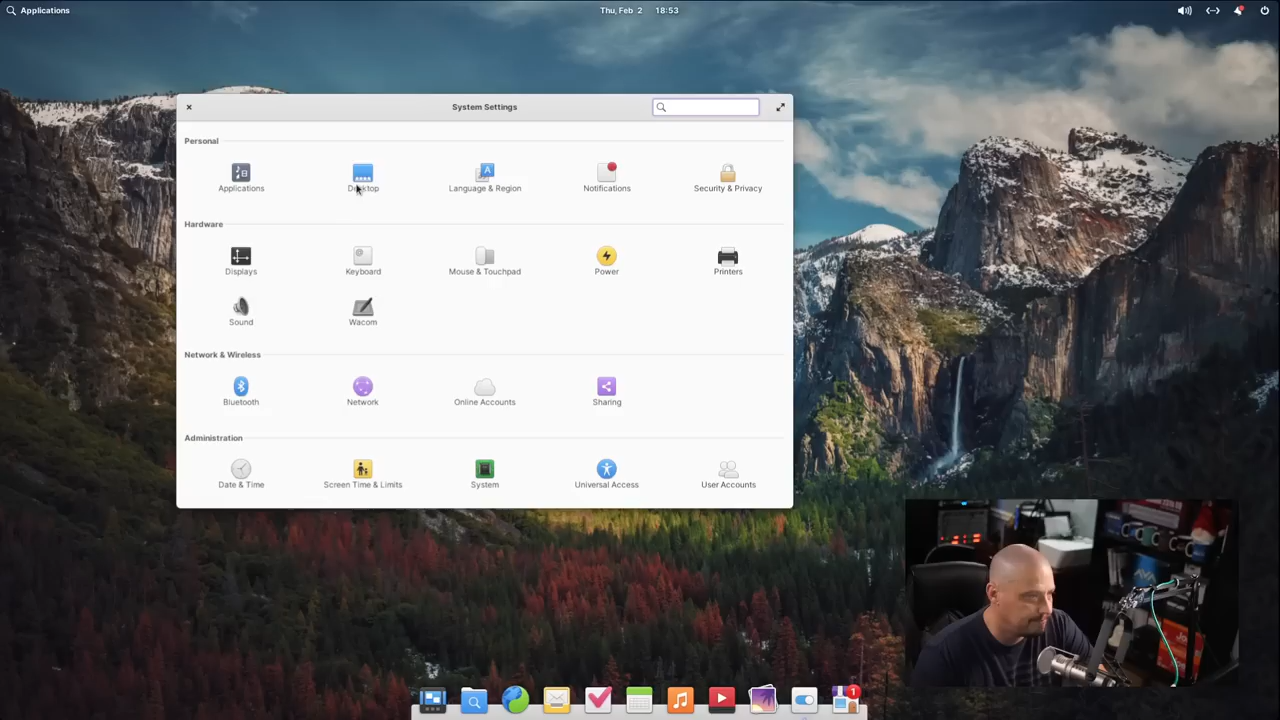 Applications
Thu, Feb 2 18:53
System Settings
Personal
Applications
Desktop
Language & Region
Notifications
Security & Privacy
Hardware
Displays
Keyboard
Mouse & Touchpad
Power
Printers
Sound
Wacom
Network & Wireless
Bluetooth
Network
Online Accounts
Sharing
Administration
Date & Time
Screen Time & Limits
System
Universal Access
User Accounts
1